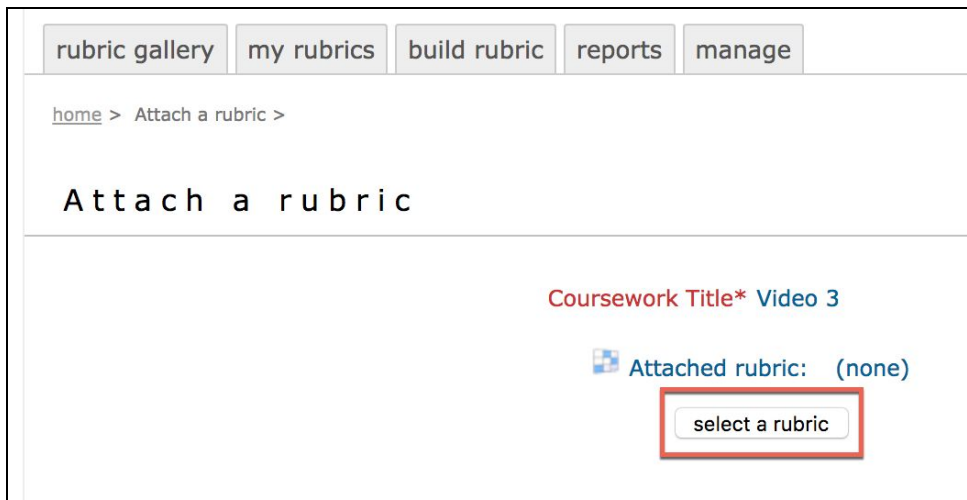 rubric gallery my rubrics build rubric reports manage
home > Attach a rubric >
Attach a rubric
Coursework Title* Video 3
Attached rubric: (none)
select a rubric